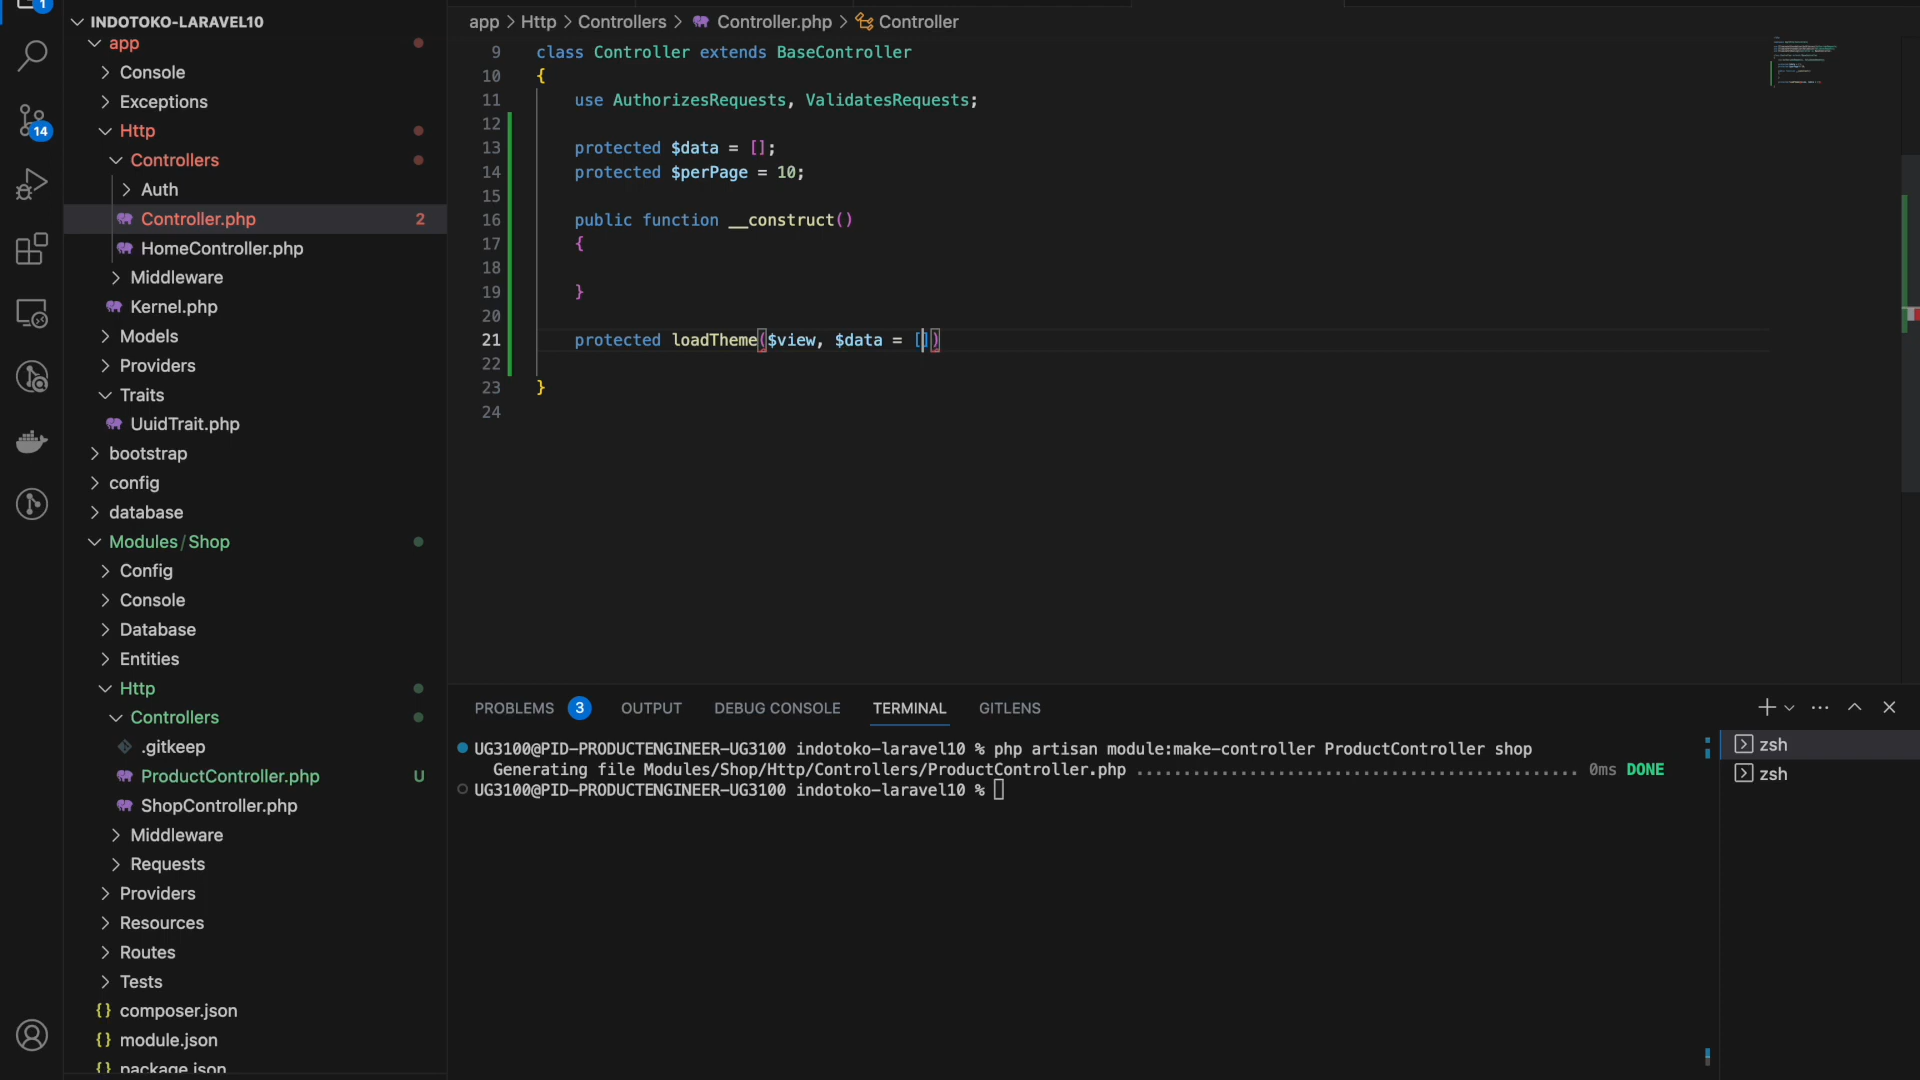 1
INDOTOKO-LARAVEL10
app
Console
Exceptions
Http
14
Controllers
Auth
Controller.php 2
HomeController.php
Middleware
Kernel.php
Models
Providers
Traits
UuidTrait.php
bootstrap
config
database
Modules/Shop
Config
Console
Database
Entities
Http
Controllers
.gitkeep
ProductController.php U
ShopController.php
Middleware
Requests
Providers
Resources
Routes
Tests
{} composer.json
{} module.json
{} package.json
app > Http > Controllers > Controller.php > Controller
9 class Controller extends BaseController
10 {
11 use AuthorizesRequests, ValidatesRequests;
12
13 protected $data = [];
14 protected $perPage = 10;
15
16 public function __construct()
17 {
18
19 }
20
21 protected loadTheme($view, $data = [])
22
23 }
24
PROBLEMS 3 OUTPUT DEBUG CONSOLE TERMINAL GITLENS
UG3100@PID-PRODUCTENGINEER-UG3100 indotoko-laravel10 % php artisan module:make-controller ProductController shop
Generating file Modules/Shop/Http/Controllers/ProductController.php .............................................. 0ms DONE
UG3100@PID-PRODUCTENGINEER-UG3100 indotoko-laravel10 %
zsh
zsh